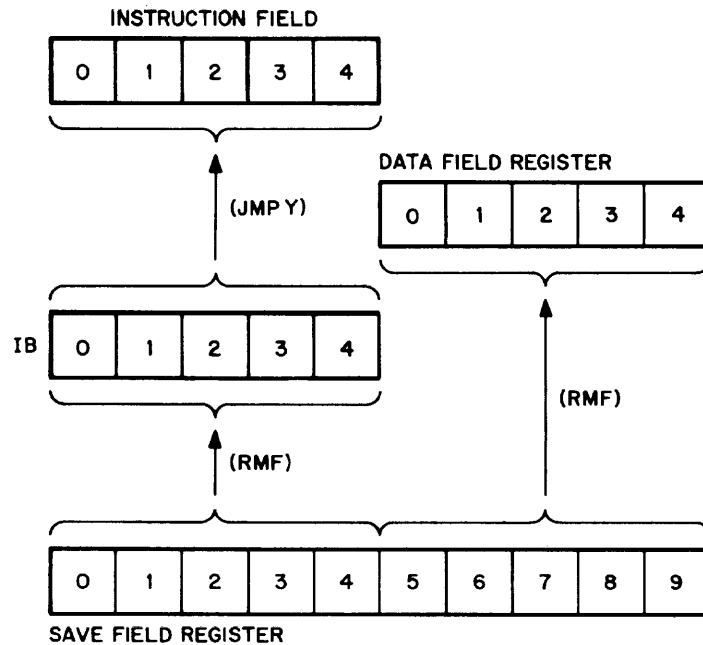 INSTRUCTION FIELD
0 1 2 3 4
DATA FIELD REGISTER
(JMP Y)
0 1 2 3 4
IB 0 1 2 3 4
(RMF)
(RMF)
0 1 2 3 4 5 6 7 8 9
SAVE FIELD REGISTER